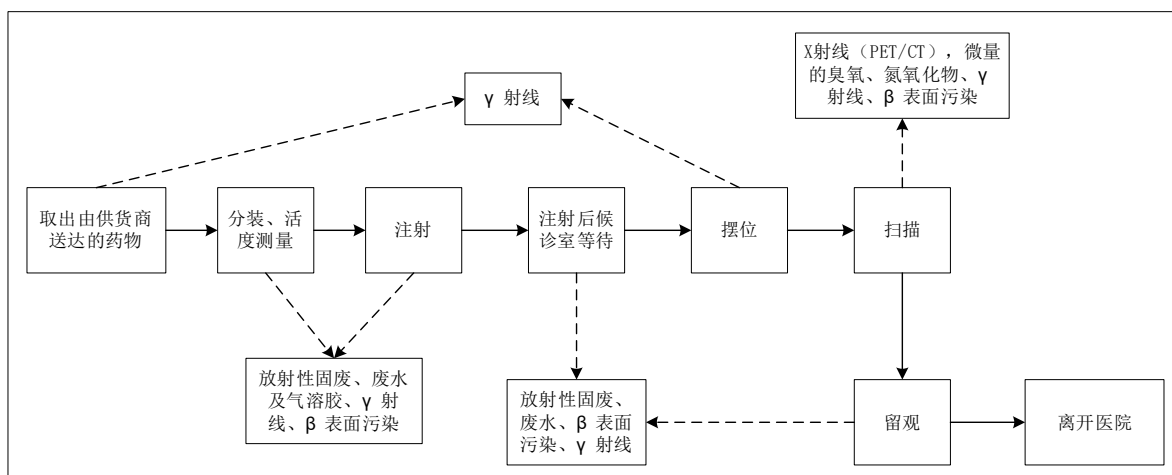 X射线（PET/CT），微量
的臭氧、氮氧化物、γ
射线、β 表面污染
γ 射线
取出由供货商
送达的药物
分装、活
度测量
注射
注射后候
诊室等待
摆位
扫描
放射性固废、废水
及气溶胶、γ 射
线、β 表面污染
放射性固废、
废水、β 表面
污染、γ 射线
留观
离开医院